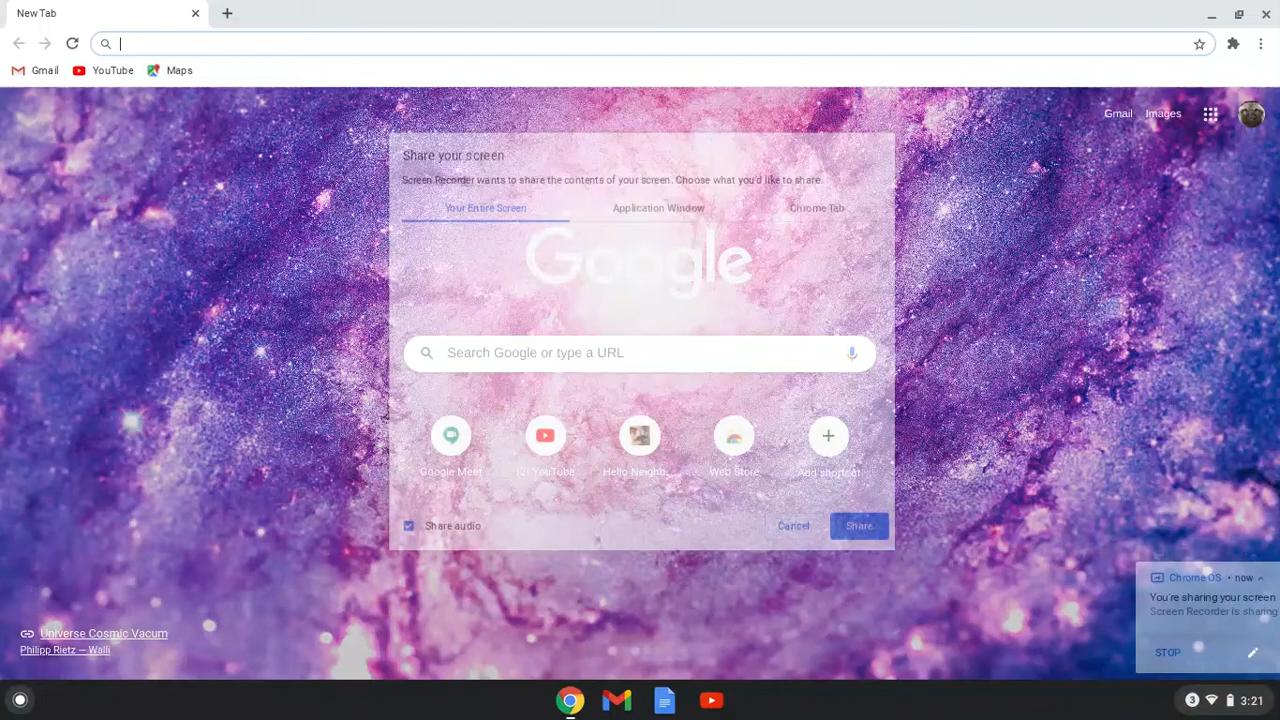 New Tab
Gmail
YouTube
Maps
Gmail Images
Share your screen
Screen Recorder wants to share the contents of your screen. Choose what you'd like to share.
Your Entire Screen
Application Window
Chrome Tab
Google
Search Google or type a URL
Google Meet
(2) YouTube
Hello Neighb...
Web Store
Add shortcut
Share audio
Cancel
Share
Chrome OS • now
You're sharing your screen
Screen Recorder is sharing
STOP
Universe Cosmic Vacum
Philipp Rietz — Walli
3
3:21